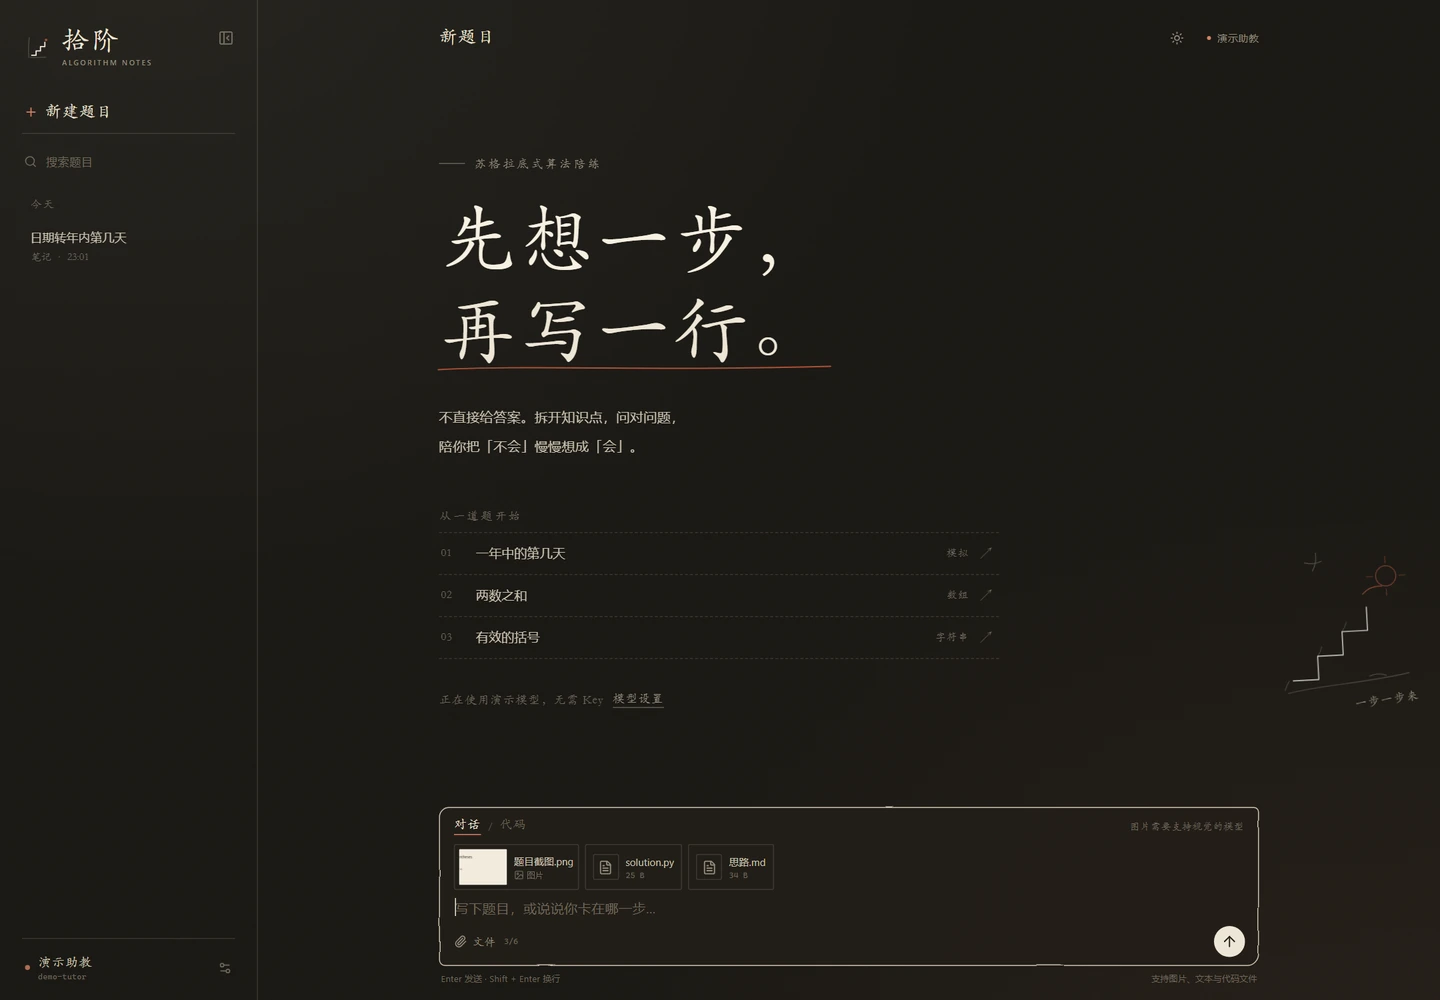 拾阶
ALGORITHM NOTES
+ 新建题目
搜索题目
今天
日期转年内第几天
笔记 · 23:01
演示助教
demo-tutor
新题目
演示助教
苏格拉底式算法陪练
先想一步，
再写一行。
不直接给答案。拆开知识点，问对问题，
陪你把「不会」慢慢想成「会」。
从一道题开始
01 一年中的第几天 模拟
02 两数之和 数组
03 有效的括号 字符串
正在使用演示模型，无需 Key 模型设置
一步一步来
对话 / 代码
图片需要支持视觉的模型
题目截图.png
图片
solution.py
25 B
思路.md
34 B
写下题目，或说说你卡在哪一步...
文件 3/6
Enter 发送 · Shift + Enter 换行
支持图片、文本与代码文件